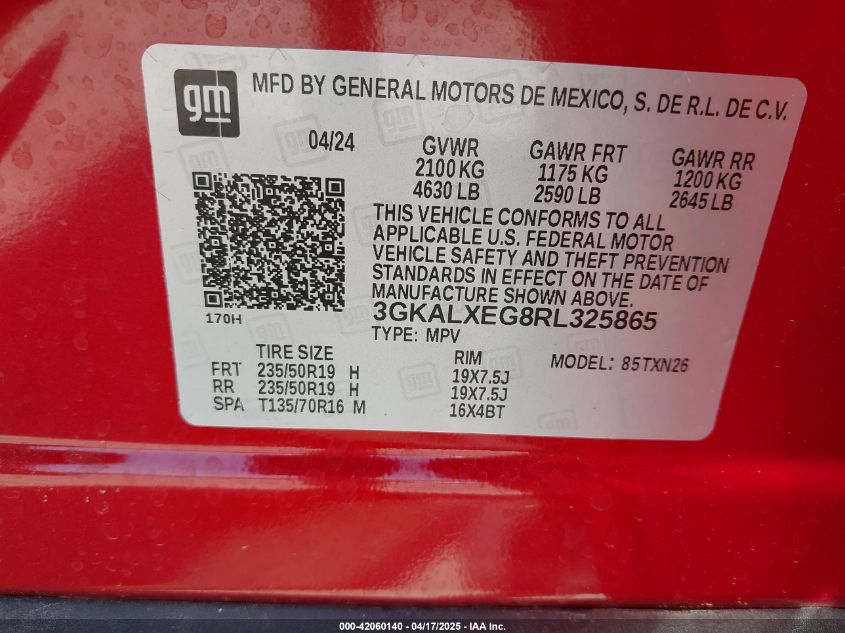 gm
MFD BY GENERAL MOTORS DE MEXICO, S. DE R.L. DE C.V.
04/24
GVWR GAWR FRT GAWR RR
2100 KG 1175 KG 1200 KG
4630 LB 2590 LB 2645 LB
THIS VEHICLE CONFORMS TO ALL
APPLICABLE U.S. FEDERAL MOTOR
VEHICLE SAFETY AND THEFT PREVENTION
STANDARDS IN EFFECT ON THE DATE OF
MANUFACTURE SHOWN ABOVE.
170H
3GKALXEG8RL325865
TYPE: MPV
TIRE SIZE RIM MODEL: 85TXN26
FRT 235/50R19 H 19X7.5J
RR 235/50R19 H 19X7.5J
SPA T135/70R16 M 16X4BT
000-42060140 - 04/17/2025 - IAA Inc.